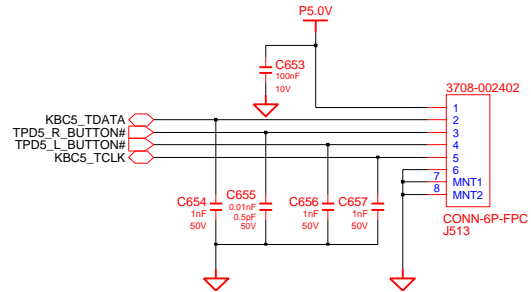 P5.0V
C653
100nF
10V
3708-002402
KBC5_TDATA
TPD5_R_BUTTON#
TPD5_L_BUTTON#
KBC5_TCLK
1
2
3
4
5
6
7
MNT1
8
MNT2
C654
1nF
50V
C655
0.01nF
0.5pF
50V
C656
1nF
50V
C657
1nF
50V
CONN-6P-FPC
J513